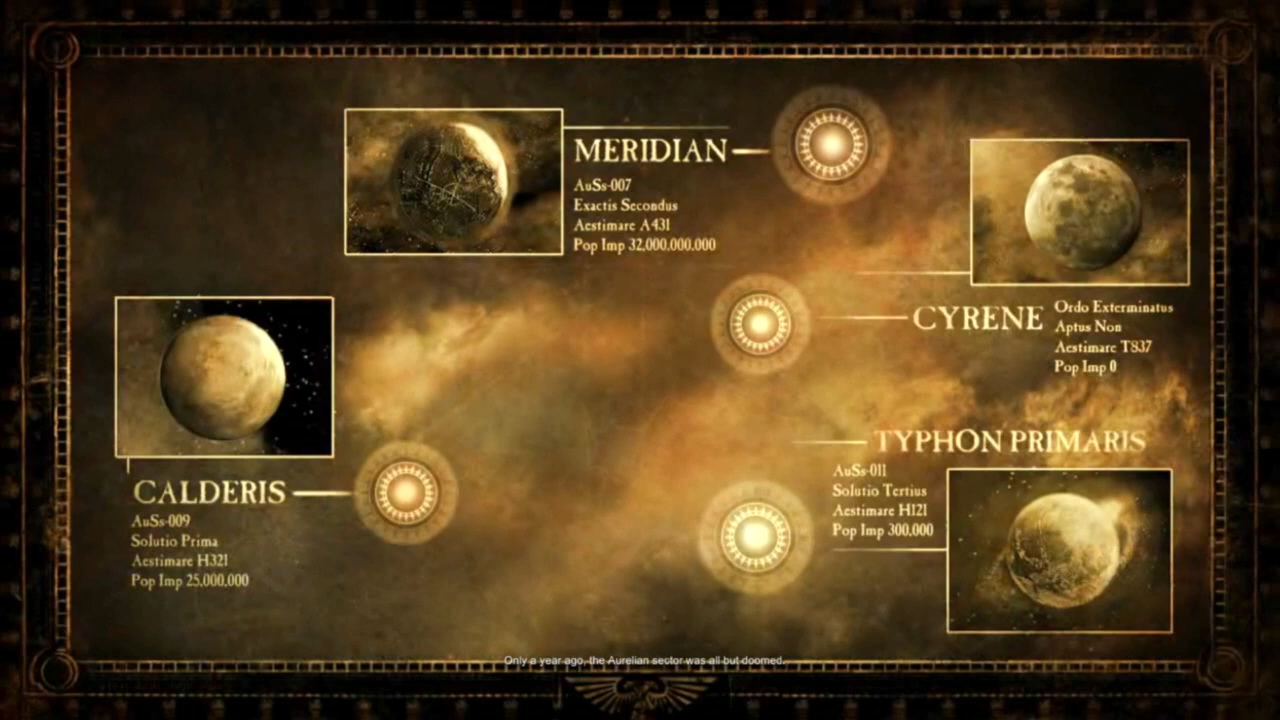 MERIDIAN
AuSs-007
Exactis Secondus
Aestimare A431
Pop Imp 32,000,000,000
CYRENE
Ordo Exterminatus
Aptus Non
Aestimare T837
Pop Imp 0
TYPHON PRIMARIS
AuSs-011
Solutio Tertius
Aestimare H121
Pop Imp 300,000
CALDERIS
AuSs-009
Solutio Prima
Aestimare H321
Pop Imp 25,000,000
Only a year ago, the Aurelian sector was all but doomed.